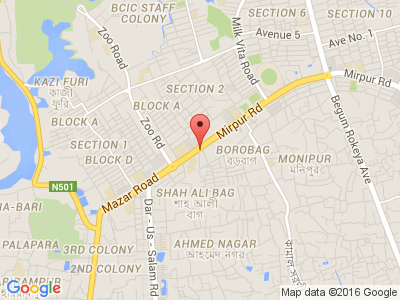 BCIC STAFF
COLONY
Zoo Road
Milk Vita Road
SECTION 6
SECTION 10
Avenue 5
Ave No. 1
Mirpur Rd
KAZI FURI
কাজী
ফুরি
SECTION 2
BLOCK A
BLOCK A
Zoo Rd
Mirpur Rd
Begum Rokeya Ave
SECTION 1
BLOCK D
BOROBAG
বড়বাগ
MONIPUR
মনিপুর
N501
Mazar Road
SHAH ALI BAG
শাহ আলী
বাগ
Dar - Us - Salam Rd
A-BARI
PALAPARA
3RD COLONY
2ND COLONY
AHMED NAGAR
আহমেদ নগর
Map data ©2016 Google